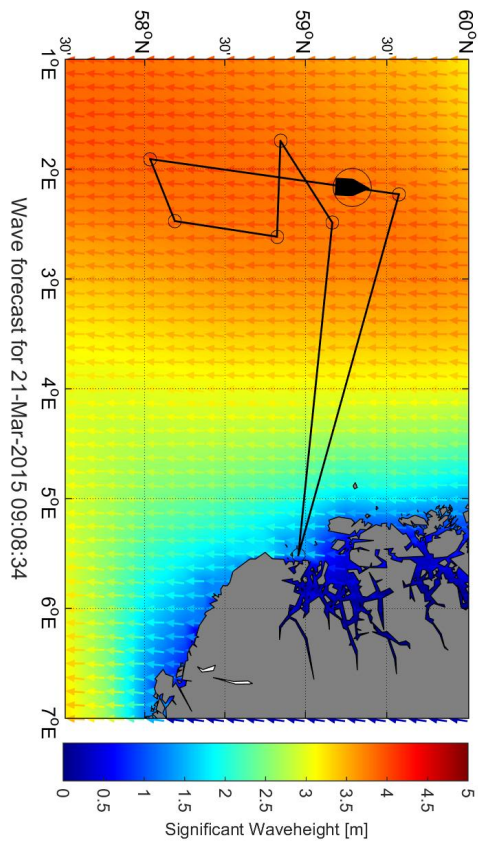 60°N
30'
59°N
30'
58°N
30'
1°E
2°E
3°E
4°E
5°E
6°E
7°E
Wave forecast for 21-Mar-2015 09:08:34
0 0.5 1 1.5 2 2.5 3 3.5 4 4.5 5
Significant Waveheight [m]